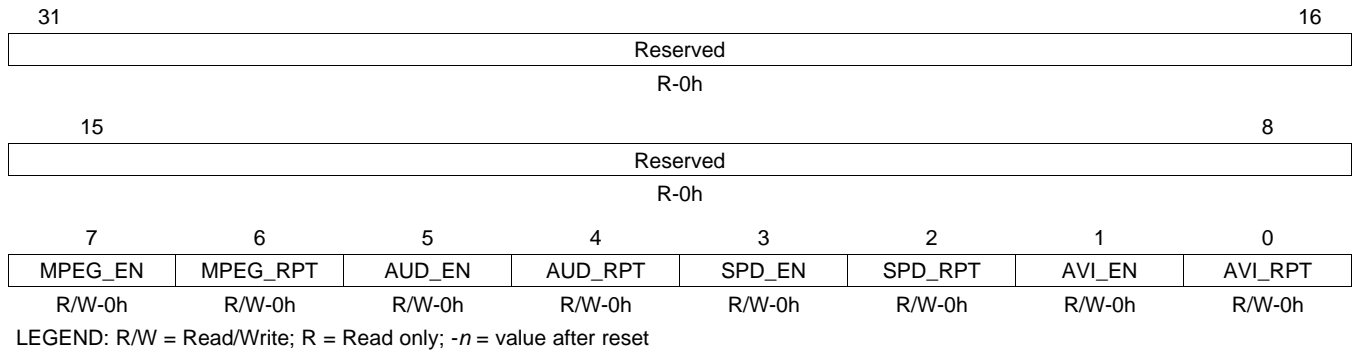 31 16
Reserved
R-0h
15 8
Reserved
R-0h
7 6 5 4 3 2 1 0
MPEG_EN MPEG_RPT AUD_EN AUD_RPT SPD_EN SPD_RPT AVI_EN AVI_RPT
R/W-0h R/W-0h R/W-0h R/W-0h R/W-0h R/W-0h R/W-0h R/W-0h
LEGEND: R/W = Read/Write; R = Read only; -n = value after reset